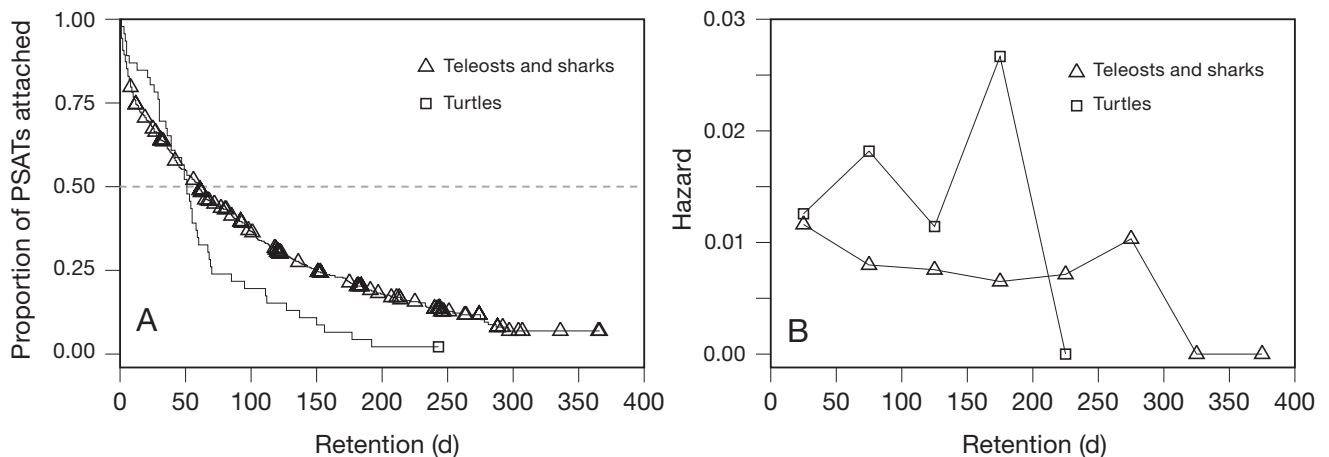 Proportion of PSATs attached
1.00
0.75
0.50
0.25
0.00
Teleosts and sharks
Turtles
A
0 50 100 150 200 250 300 350 400
Retention (d)
Hazard
0.03
0.02
0.01
0.00
Teleosts and sharks
Turtles
B
0 50 100 150 200 250 300 350 400
Retention (d)